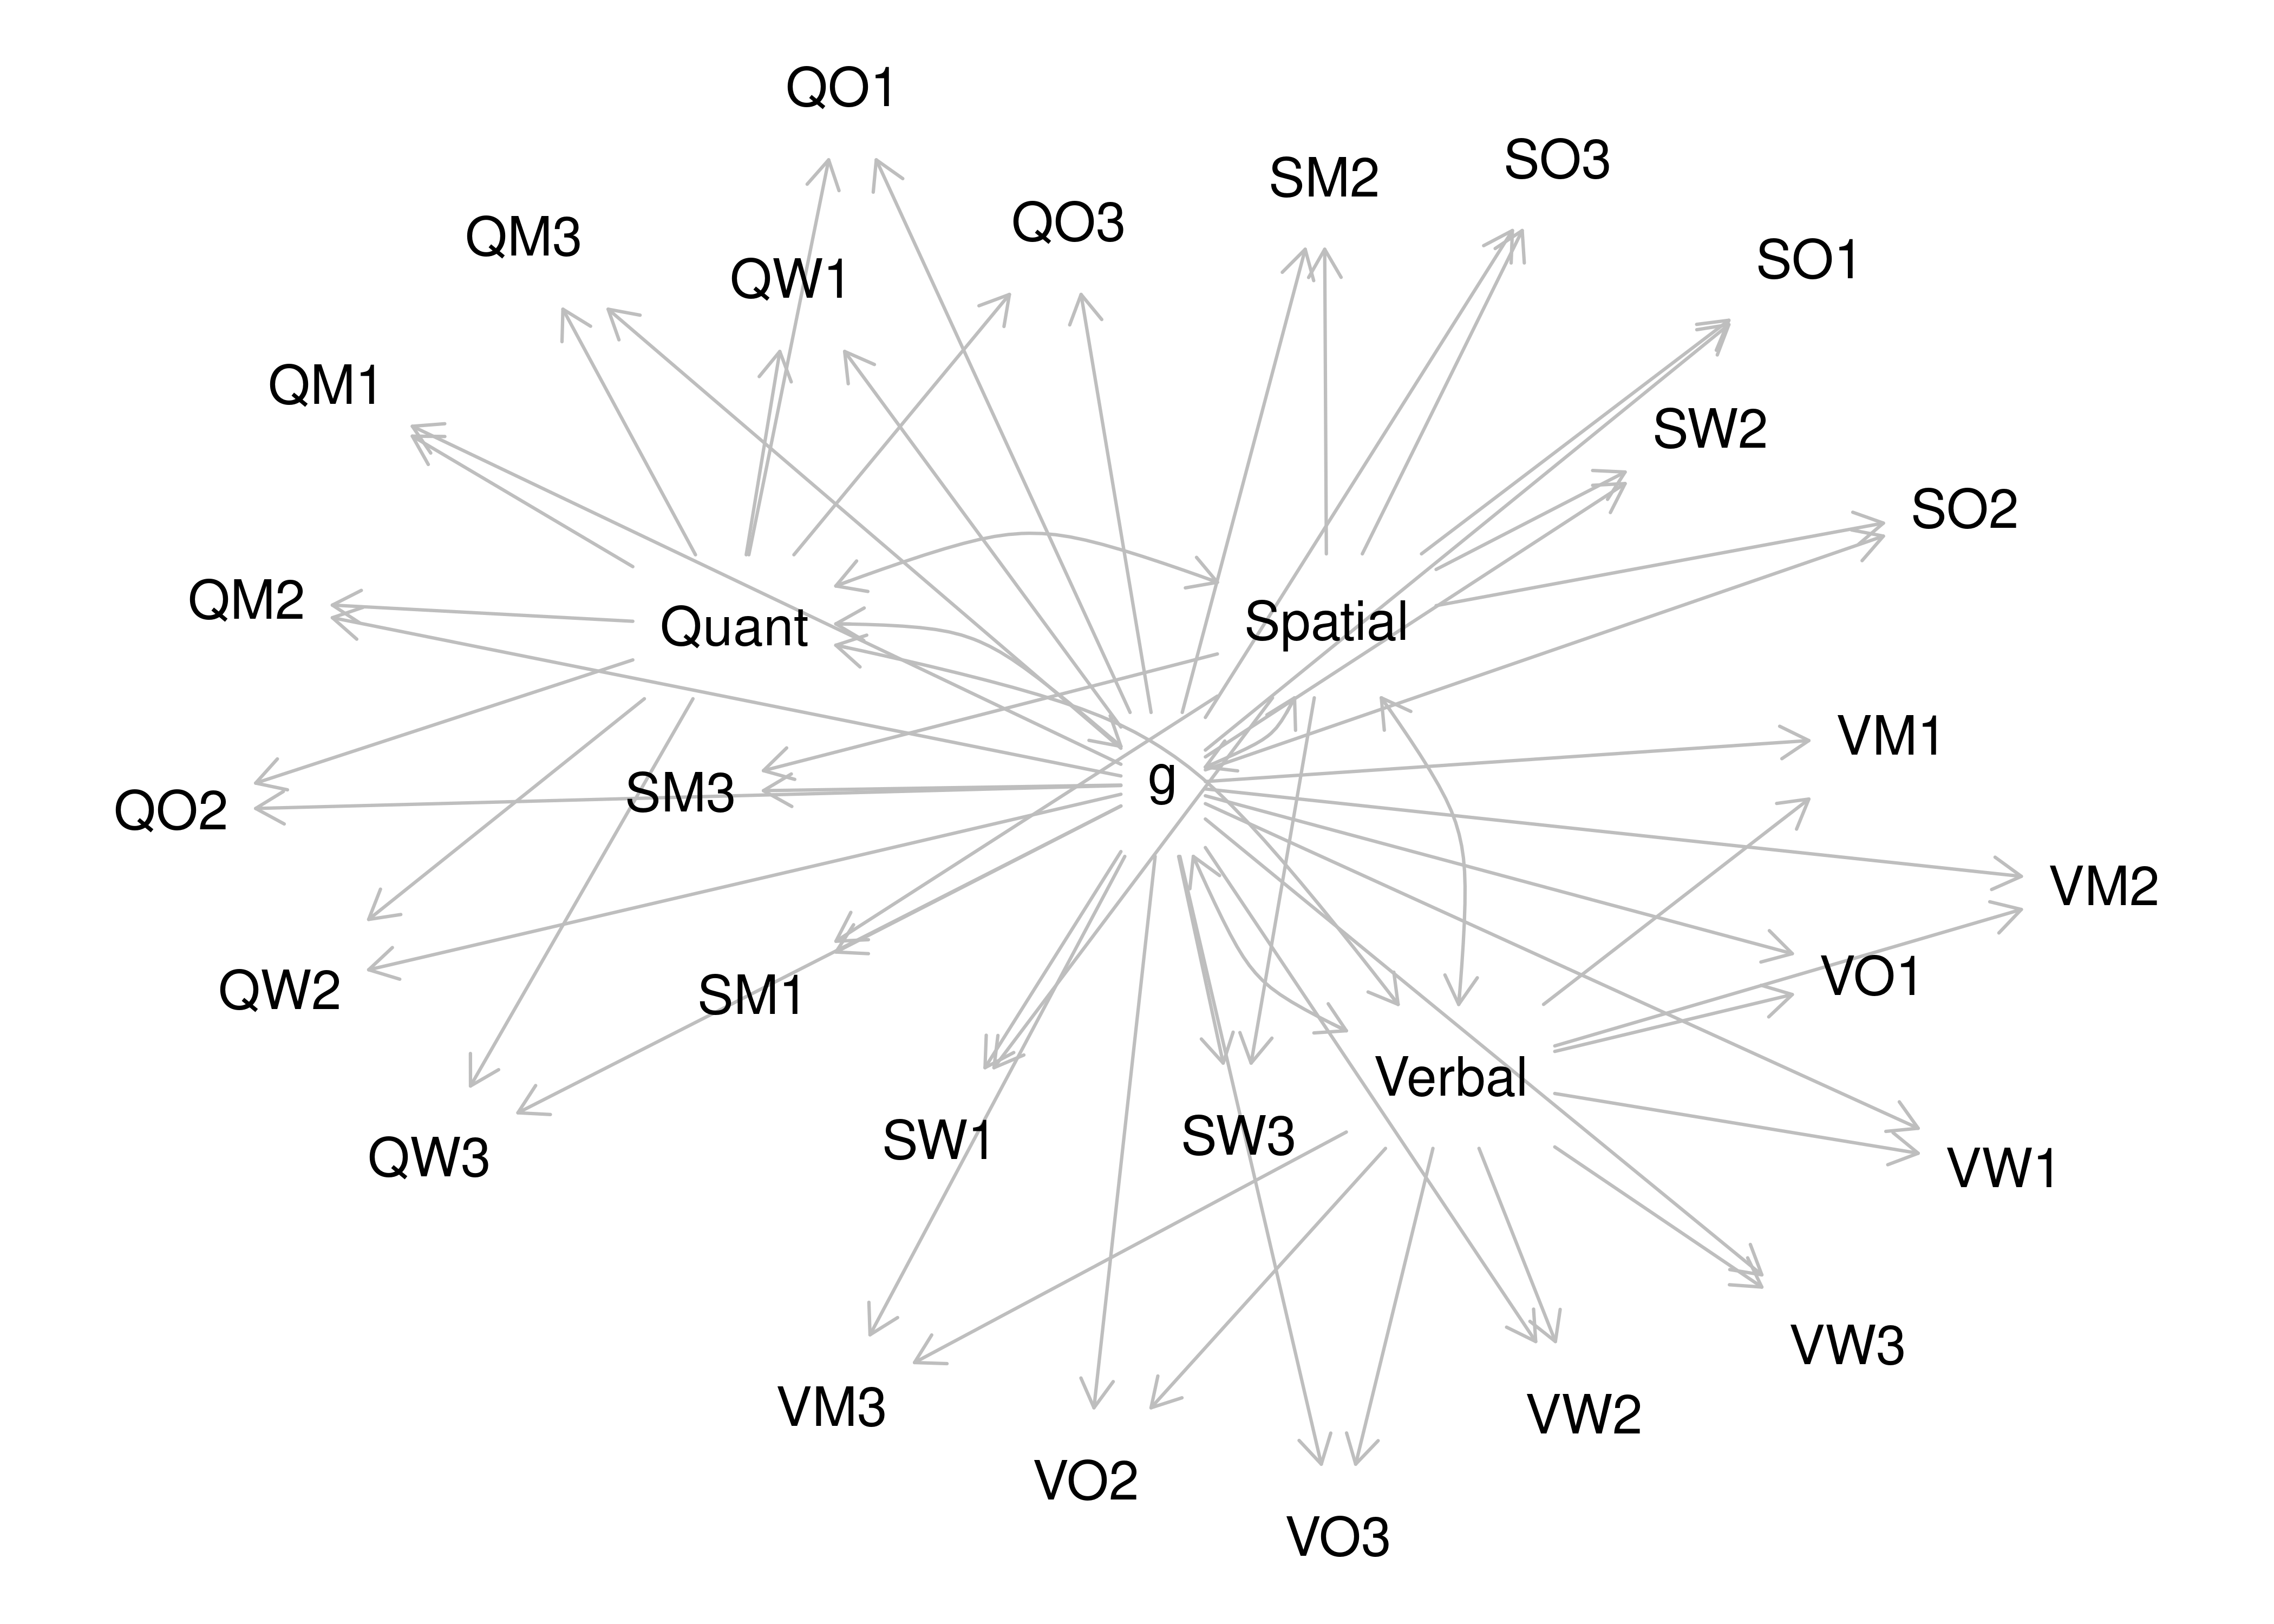 QO1
SO3
SM2
QO3
QM3
SO1
QW1
QM1
SW2
SO2
QM2
Spatial
Quant
VM1
g
SM3
QO2
VM2
VO1
QW2
SM1
Verbal
SW3
SW1
QW3
VW1
VW3
VM3
VW2
VO2
VO3